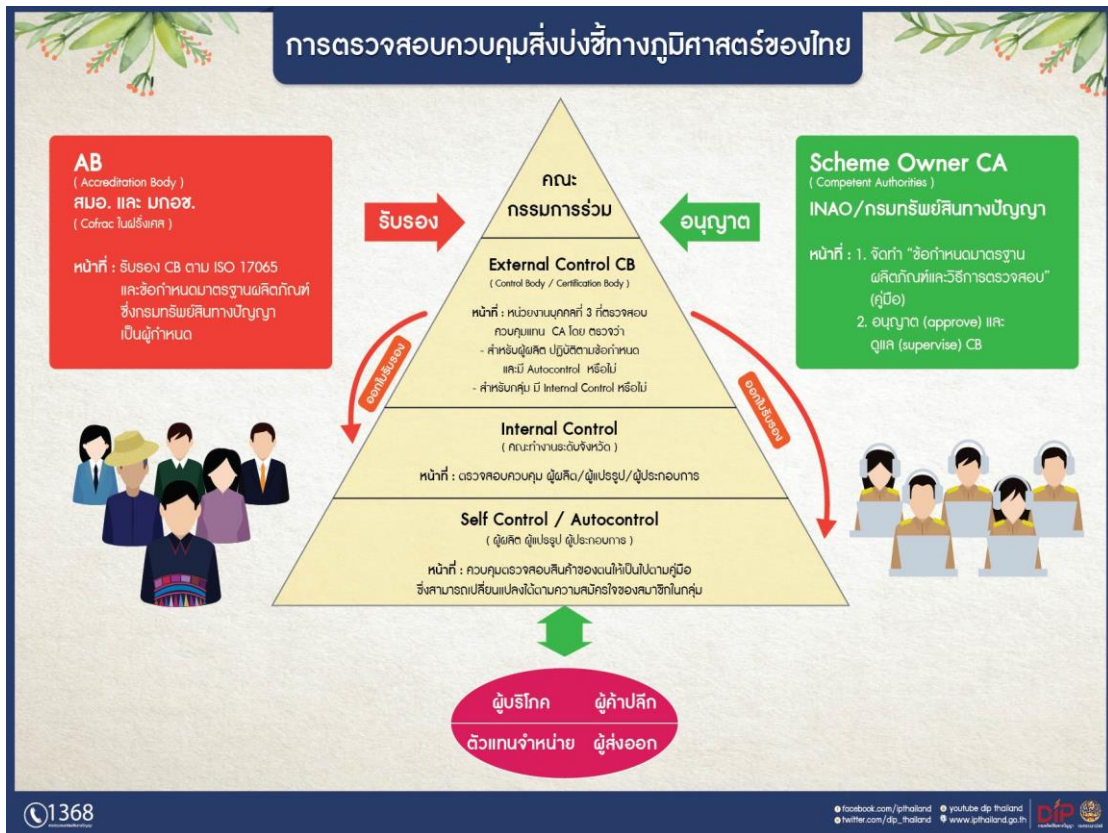 การตรวจสอบควบคุมสิ่งบ่งชี้ทางภูมิศาสตร์ของไทย
AB
( Accreditation Body )
สมอ. และ มกอช.
( Cofrac ในฝรั่งเศส )
หน้าที่ : รับรอง CB ตาม ISO 17065
และข้อกำหนดมาตรฐานผลิตภัณฑ์
ซึ่งกรมทรัพย์สินทางปัญญา
เป็นผู้กำหนด
รับรอง
คณะ
กรรมการร่วม
อนุญาต
Scheme Owner CA
( Competent Authorities )
INAO/กรมทรัพย์สินทางปัญญา
หน้าที่ : 1. จัดทำ "ข้อกำหนดมาตรฐาน
ผลิตภัณฑ์และวิธีการตรวจสอบ"
(คู่มือ)
2. อนุญาต (approve) และ
ดูแล (supervise) CB
External Control CB
( Control Body / Certification Body )
หน้าที่ : หน่วยงานบุคคลที่ 3 ที่ตรวจสอบ
ควบคุมแทน CA โดย ตรวจว่า
- สำหรับผู้ผลิต ปฏิบัติตามข้อกำหนด
และมี Autocontrol หรือไม่
- สำหรับกลุ่ม มี Internal Control หรือไม่
ออกใบรับรอง
ออกใบรับรอง
Internal Control
( คณะทำงานระดับจังหวัด )
หน้าที่ : ตรวจสอบควบคุม ผู้ผลิต/ผู้แปรรูป/ผู้ประกอบการ
Self Control / Autocontrol
( ผู้ผลิต ผู้แปรรูป ผู้ประกอบการ )
หน้าที่ : ควบคุมตรวจสอบสินค้าของตนให้เป็นไปตามคู่มือ
ซึ่งสามารถเปลี่ยนแปลงได้ตามความสมัครใจของสมาชิกในกลุ่ม
ผู้บริโภค ผู้ค้าปลีก
ตัวแทนจำหน่าย ผู้ส่งออก
1368
facebook.com/ipthailand youtube dip thailand
twitter.com/dip_thailand www.ipthailand.go.th
DIP